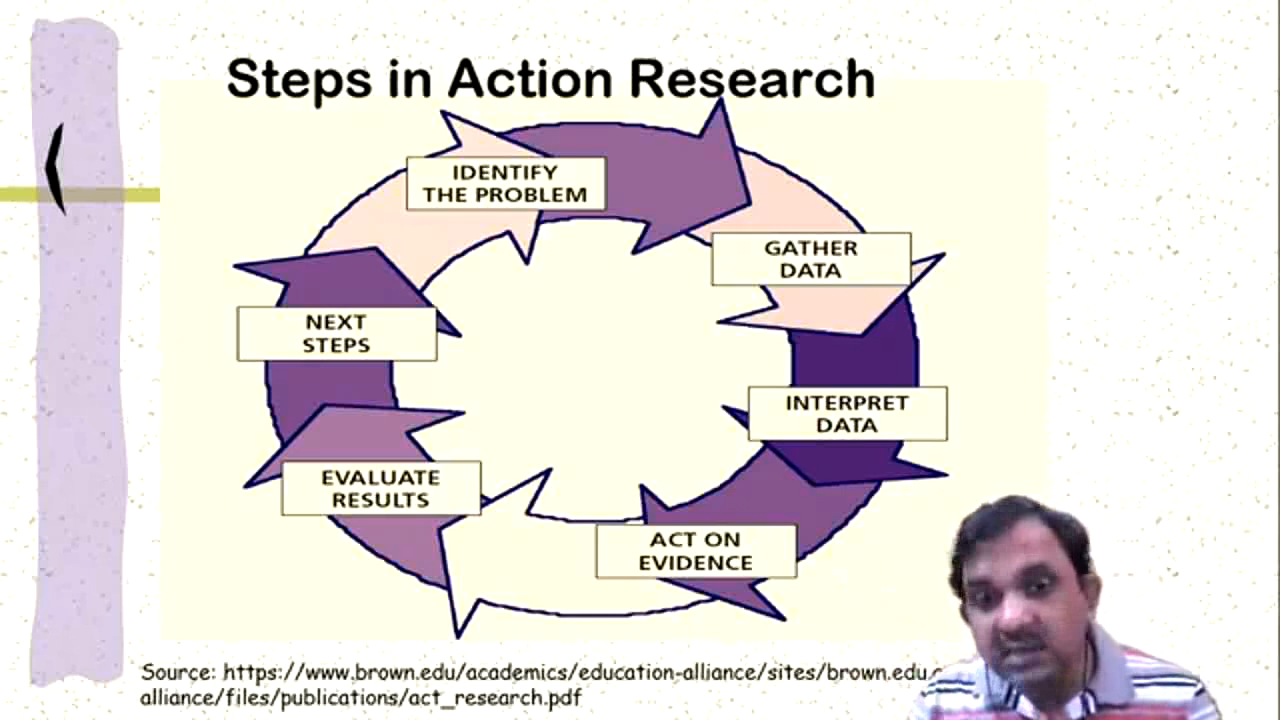 Steps in Action Research
IDENTIFY
THE PROBLEM
GATHER
DATA
INTERPRET
DATA
ACT ON
EVIDENCE
EVALUATE
RESULTS
NEXT
STEPS
Source: https://www.brown.edu/academics/education-alliance/sites/brown.edu.
alliance/files/publications/act_research.pdf